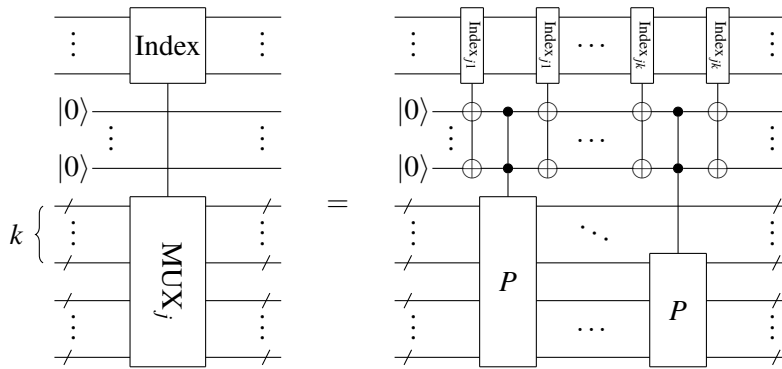 Index
|0⟩
|0⟩
k
MUX_j
=
Index_{j1}
Index_{j1}
Index_{jk}
Index_{jk}
|0⟩
|0⟩
P
P